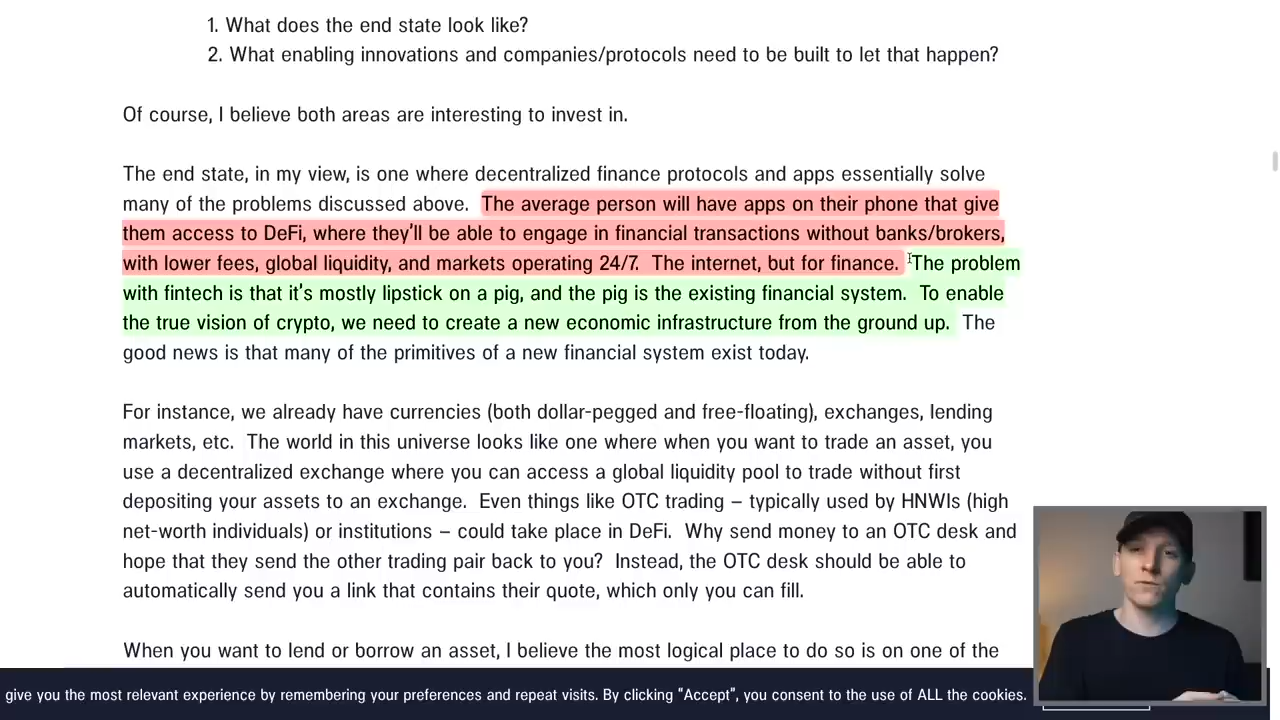 1. What does the end state look like?
2. What enabling innovations and companies/protocols need to be built to let that happen?
Of course, I believe both areas are interesting to invest in.
The end state, in my view, is one where decentralized finance protocols and apps essentially solve
many of the problems discussed above. The average person will have apps on their phone that give
them access to DeFi, where they'll be able to engage in financial transactions without banks/brokers,
with lower fees, global liquidity, and markets operating 24/7. The internet, but for finance. The problem
with fintech is that it's mostly lipstick on a pig, and the pig is the existing financial system. To enable
the true vision of crypto, we need to create a new economic infrastructure from the ground up. The
good news is that many of the primitives of a new financial system exist today.
For instance, we already have currencies (both dollar-pegged and free-floating), exchanges, lending
markets, etc. The world in this universe looks like one where when you want to trade an asset, you
use a decentralized exchange where you can access a global liquidity pool to trade without first
depositing your assets to an exchange. Even things like OTC trading – typically used by HNWIs (high
net-worth individuals) or institutions – could take place in DeFi. Why send money to an OTC desk and
hope that they send the other trading pair back to you? Instead, the OTC desk should be able to
automatically send you a link that contains their quote, which only you can fill.
When you want to lend or borrow an asset, I believe the most logical place to do so is on one of the
give you the most relevant experience by remembering your preferences and repeat visits. By clicking "Accept", you consent to the use of ALL the cookies.